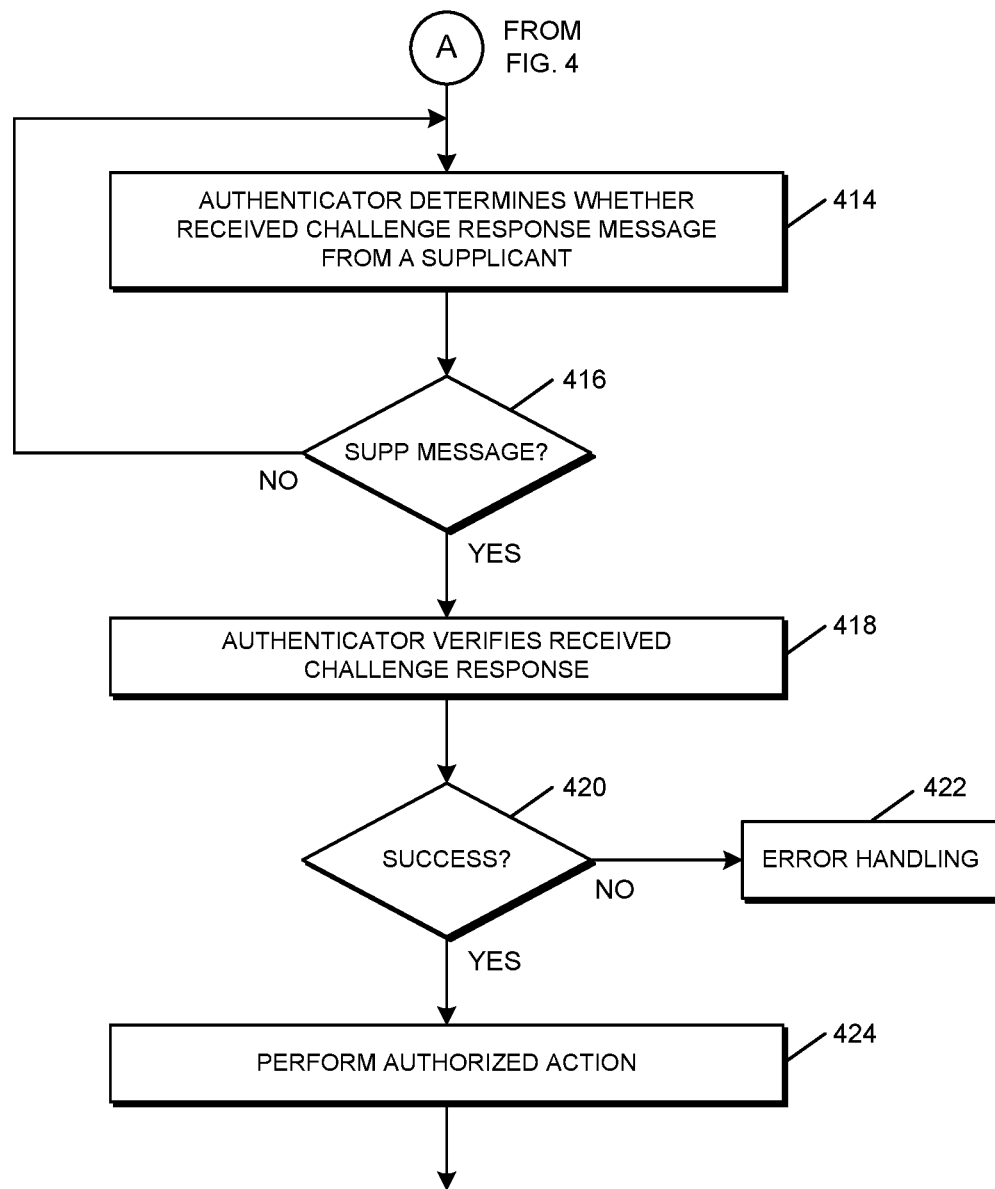 A
FROM
FIG. 4
AUTHENTICATOR DETERMINES WHETHER
RECEIVED CHALLENGE RESPONSE MESSAGE
FROM A SUPPLICANT
414
416
SUPP MESSAGE?
NO
YES
AUTHENTICATOR VERIFIES RECEIVED
CHALLENGE RESPONSE
418
420
SUCCESS?
NO
422
ERROR HANDLING
YES
PERFORM AUTHORIZED ACTION
424